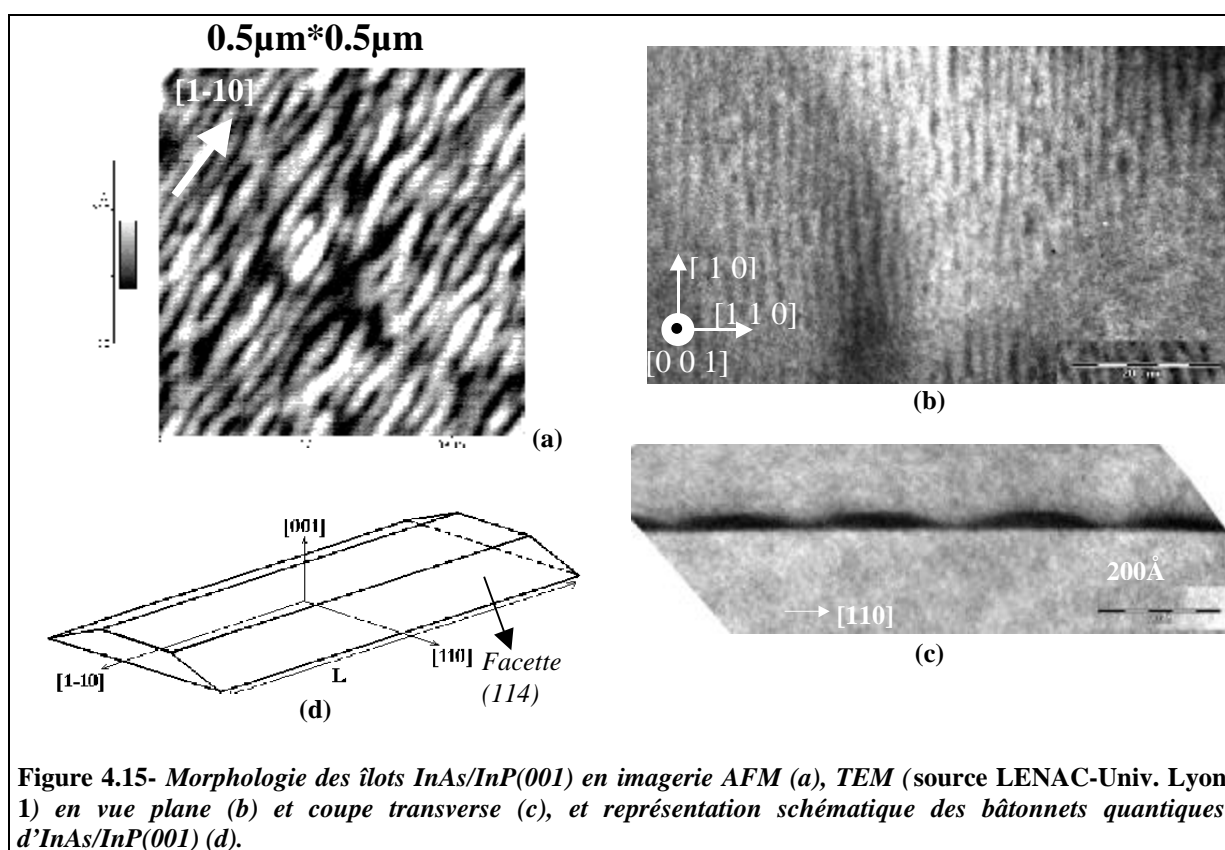 0.5µm*0.5µm
[1-10]
(a)
[ 1 0]
[1 1 0]
[0 0 1]
(b)
[001]
[110]
[1-10]
L
Facette
(114)
(d)
200Å
[110]
(c)
Figure 4.15- Morphologie des îlots InAs/InP(001) en imagerie AFM (a), TEM (source LENAC-Univ. Lyon
1) en vue plane (b) et coupe transverse (c), et représentation schématique des bâtonnets quantiques
d’InAs/InP(001) (d).